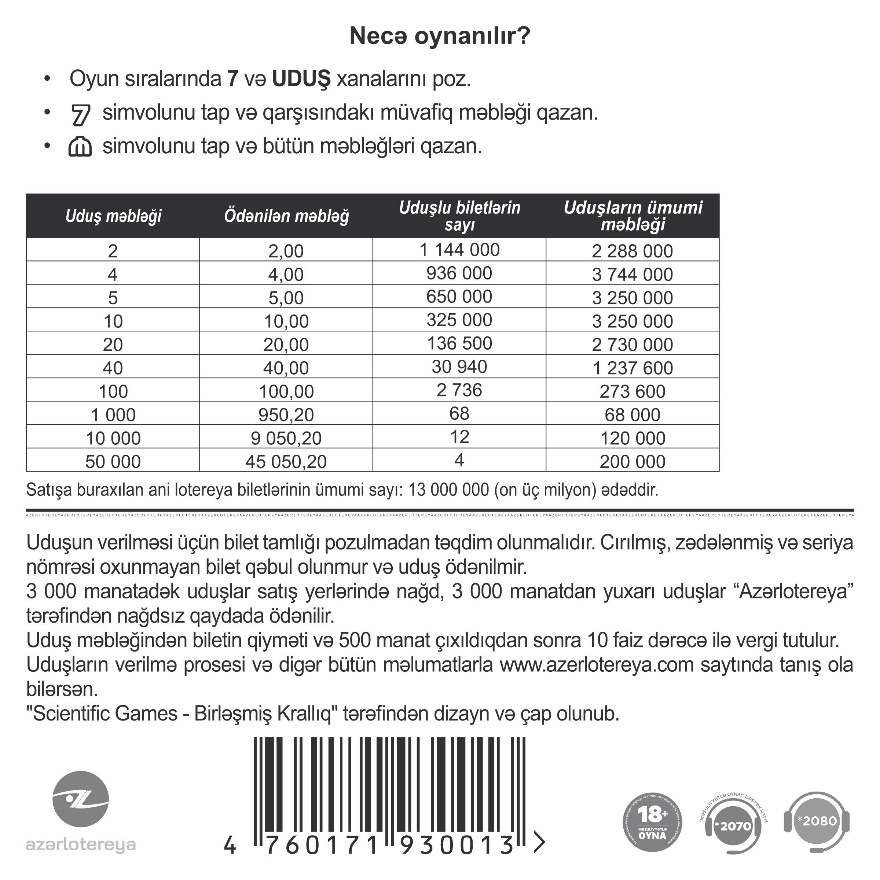 Necə oynanılır?
• Oyun sıralarında 7 və UDUŞ xanalarını poz.
• 7 simvolunu tap və qarşısındakı müvafiq məbləği qazan.
• simvolunu tap və bütün məbləğləri qazan.
Uduş məbləği Ödənilən məbləğ Uduşlu biletlərin sayı Uduşların ümumi məbləği
2 2,00 1 144 000 2 288 000
4 4,00 936 000 3 744 000
5 5,00 650 000 3 250 000
10 10,00 325 000 3 250 000
20 20,00 136 500 2 730 000
40 40,00 30 940 1 237 600
100 100,00 2 736 273 600
1 000 950,20 68 68 000
10 000 9 050,20 12 120 000
50 000 45 050,20 4 200 000
Satışa buraxılan ani lotereya biletlərinin ümumi sayı: 13 000 000 (on üç milyon) ədəddir.
Uduşun verilməsi üçün bilet tamlığı pozulmadan təqdim olunmalıdır. Cırılmış, zədələnmiş və seriya
nömrəsi oxunmayan bilet qəbul olunmur və uduş ödənilmir.
3 000 manatadək uduşlar satış yerlərində nağd, 3 000 manatdan yuxarı uduşlar “Azərlotereya”
tərəfindən nağdsız qaydada ödənilir.
Uduş məbləğindən biletin qiyməti və 500 manat çıxıldıqdan sonra 10 faiz dərəcə ilə vergi tutulur.
Uduşların verilmə prosesi və digər bütün məlumatlarla www.azerlotereya.com saytında tanış ola
bilərsən.
"Scientific Games - Birləşmiş Krallıq" tərəfindən dizayn və çap olunub.
azərlotereya
4 760171 930013 >
18+
MƏSULİYYƏTLƏ
OYNA
*2070
*2080